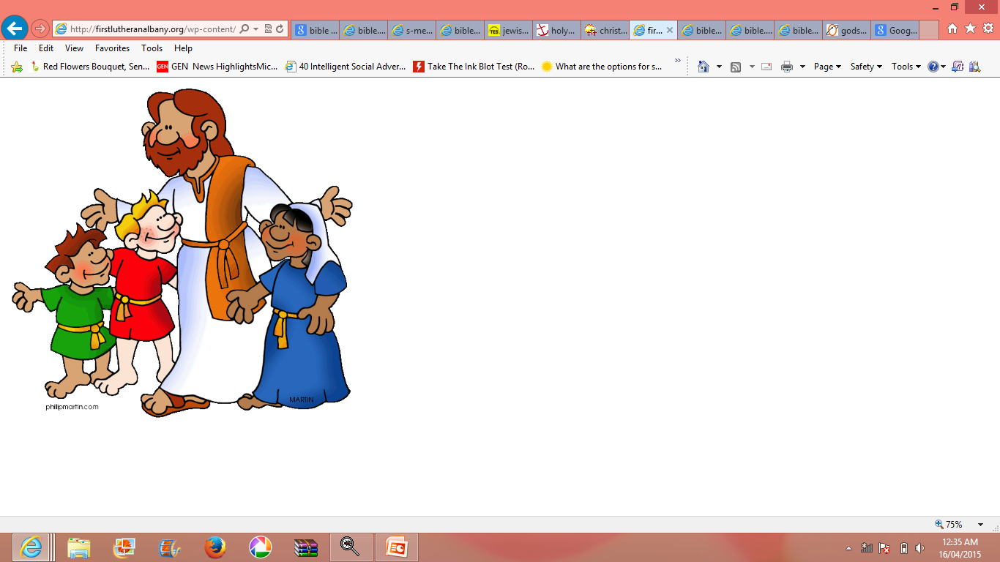 http://firstlutheranalbany.org/wp-content/
bible ...
bible....
s-me...
bible...
TES
jewis...
holy...
christ...
fir...
bible...
bible....
bible...
gods...
Goog...
File Edit View Favorites Tools Help
Red Flowers Bouquet, Sen...
GEN
GEN News HighlightsMic...
40 Intelligent Social Adver...
Take The Ink Blot Test (Ro...
What are the options for s...
Page
Safety
Tools
MARTIN
phillipmartin.com
75%
12:35 AM
16/04/2015